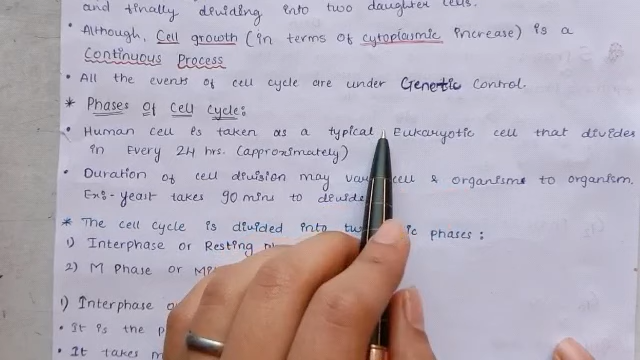 and finally dividing into two daughter cells.
• Although, Cell growth (in terms of cytoplasmic increase) is a
Continuous Process
• All the events of cell cycle are under Genetic Control.
* Phases Of Cell Cycle:
• Human cell is taken as a typical Eukaryotic cell that divides
in Every 24 hrs. (approximately)
• Duration of cell division may cell & organisms to organism.
Ex:- yeast takes 90 mins to
* The cell cycle is divided into phases :
1) Interphase or Resting
2) M Phase or
1) Interphase
• It is the
• It takes